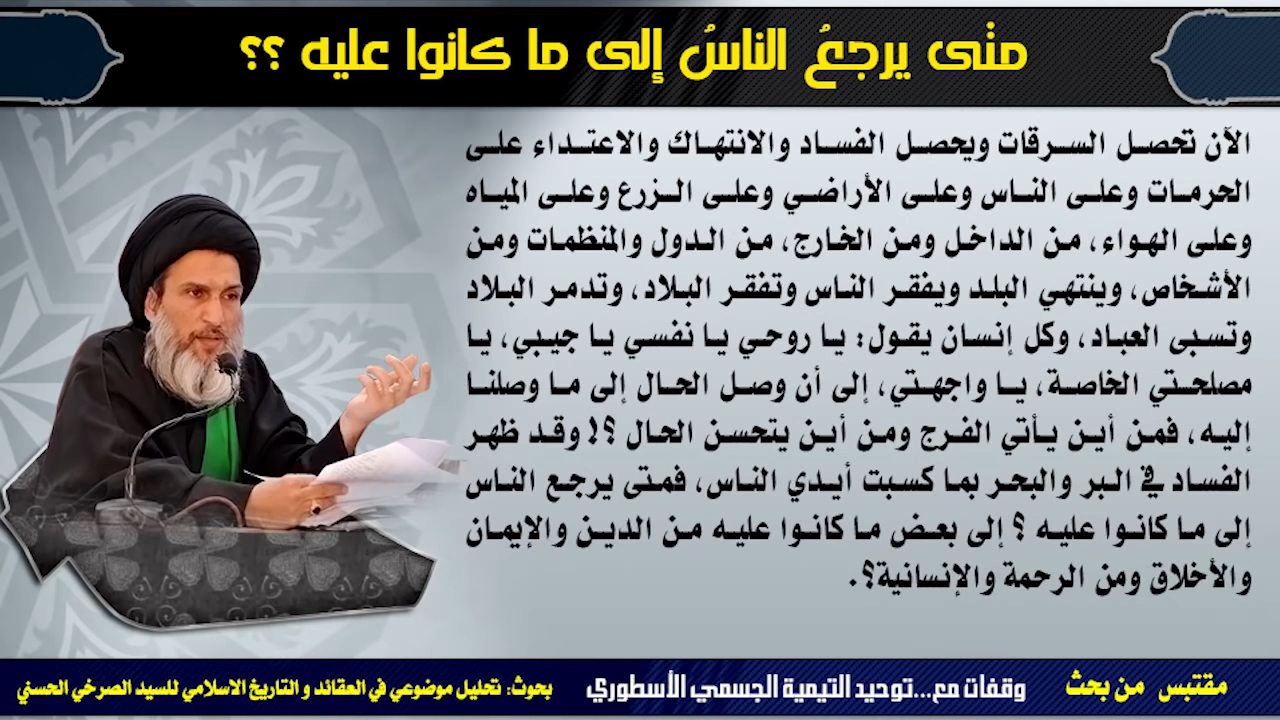 متى يرجعُ الناسُ إلى ما كانوا عليه ؟؟
الآن تحصل السرقات ويحصل الفساد والانتهاك والاعتداء على
الحرمات وعلى الناس وعلى الأراضي وعلى الزرع وعلى المياه
وعلى الهواء، من الداخل ومن الخارج، من الدول والمنظمات ومن
الأشخاص، وينتهي البلد ويفقر الناس وتفقر البلاد، وتدمر البلاد
وتسبى العباد، وكل إنسان يقول: يا روحي يا نفسي يا جيبي، يا
مصلحتي الخاصة، يا واجهتي، إلى أن وصل الحال إلى ما وصلنا
إليه، فمن أين يأتي الفرج ومن أين يتحسن الحال ؟! وقد ظهر
الفساد في البر والبحر بما كسبت أيدي الناس، فمتى يرجع الناس
إلى ما كانوا عليه ؟ إلى بعض ما كانوا عليه من الدين والإيمان
والأخلاق ومن الرحمة والإنسانية؟.
مقتبس من بحث وقفات مع...توحيد التيمية الجسمي الأسطوري بحوث: تحليل موضوعي في العقائد و التاريخ الاسلامي للسيد الصرخي الحسني